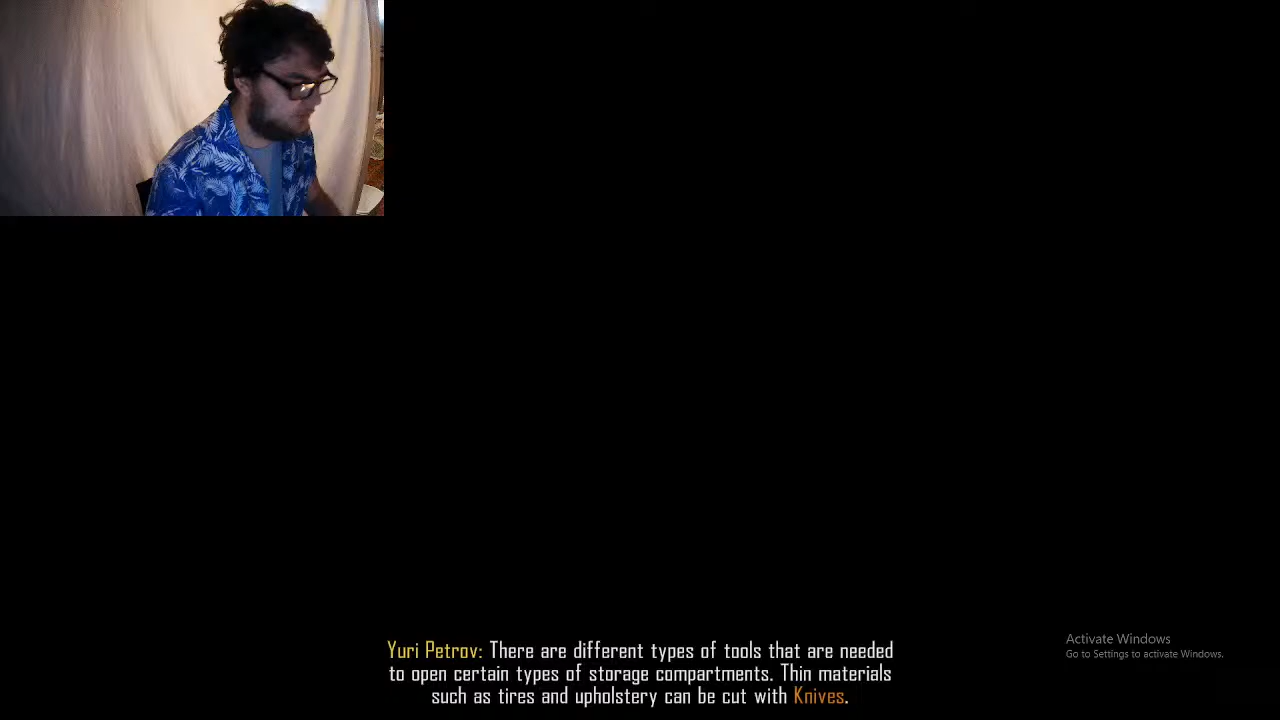 Activate Windows
Go to Settings to activate Windows.
Yuri Petrov: There are different types of tools that are needed
to open certain types of storage compartments. Thin materials
such as tires and upholstery can be cut with Knives.